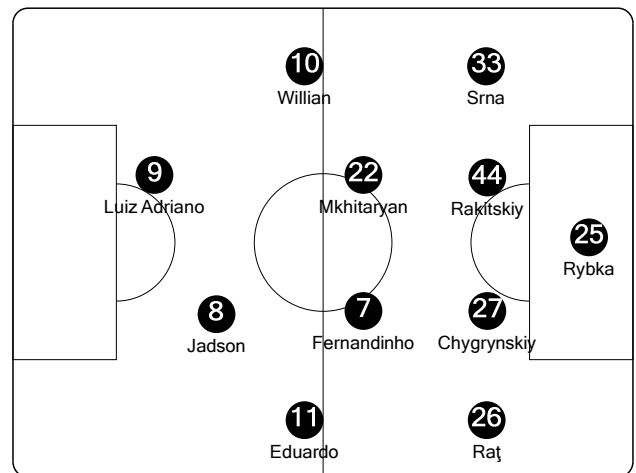 10
Willian
33
Srna
9
Luiz Adriano
22
Mkhitaryan
44
Rakitskiy
25
Rybka
8
Jadson
7
Fernandinho
27
Chygrynskiy
11
Eduardo
26
Raţ